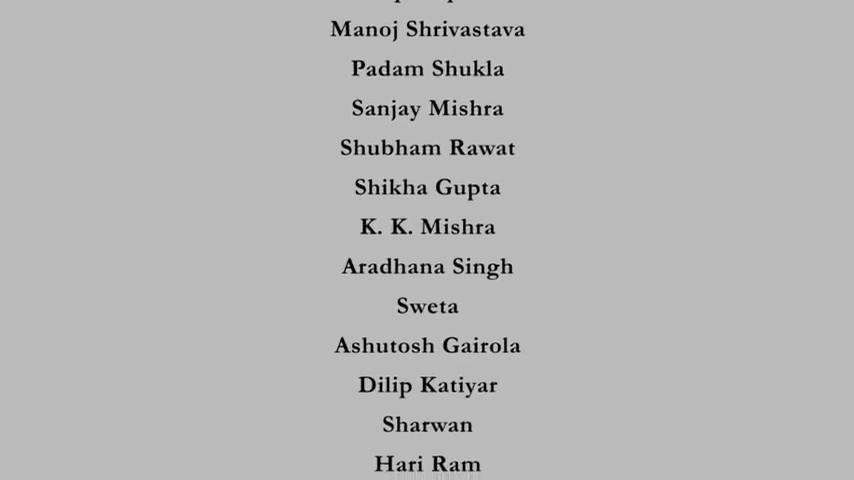 Manoj Shrivastava
Padam Shukla
Sanjay Mishra
Shubham Rawat
Shikha Gupta
K. K. Mishra
Aradhana Singh
Sweta
Ashutosh Gairola
Dilip Katiyar
Sharwan
Hari Ram